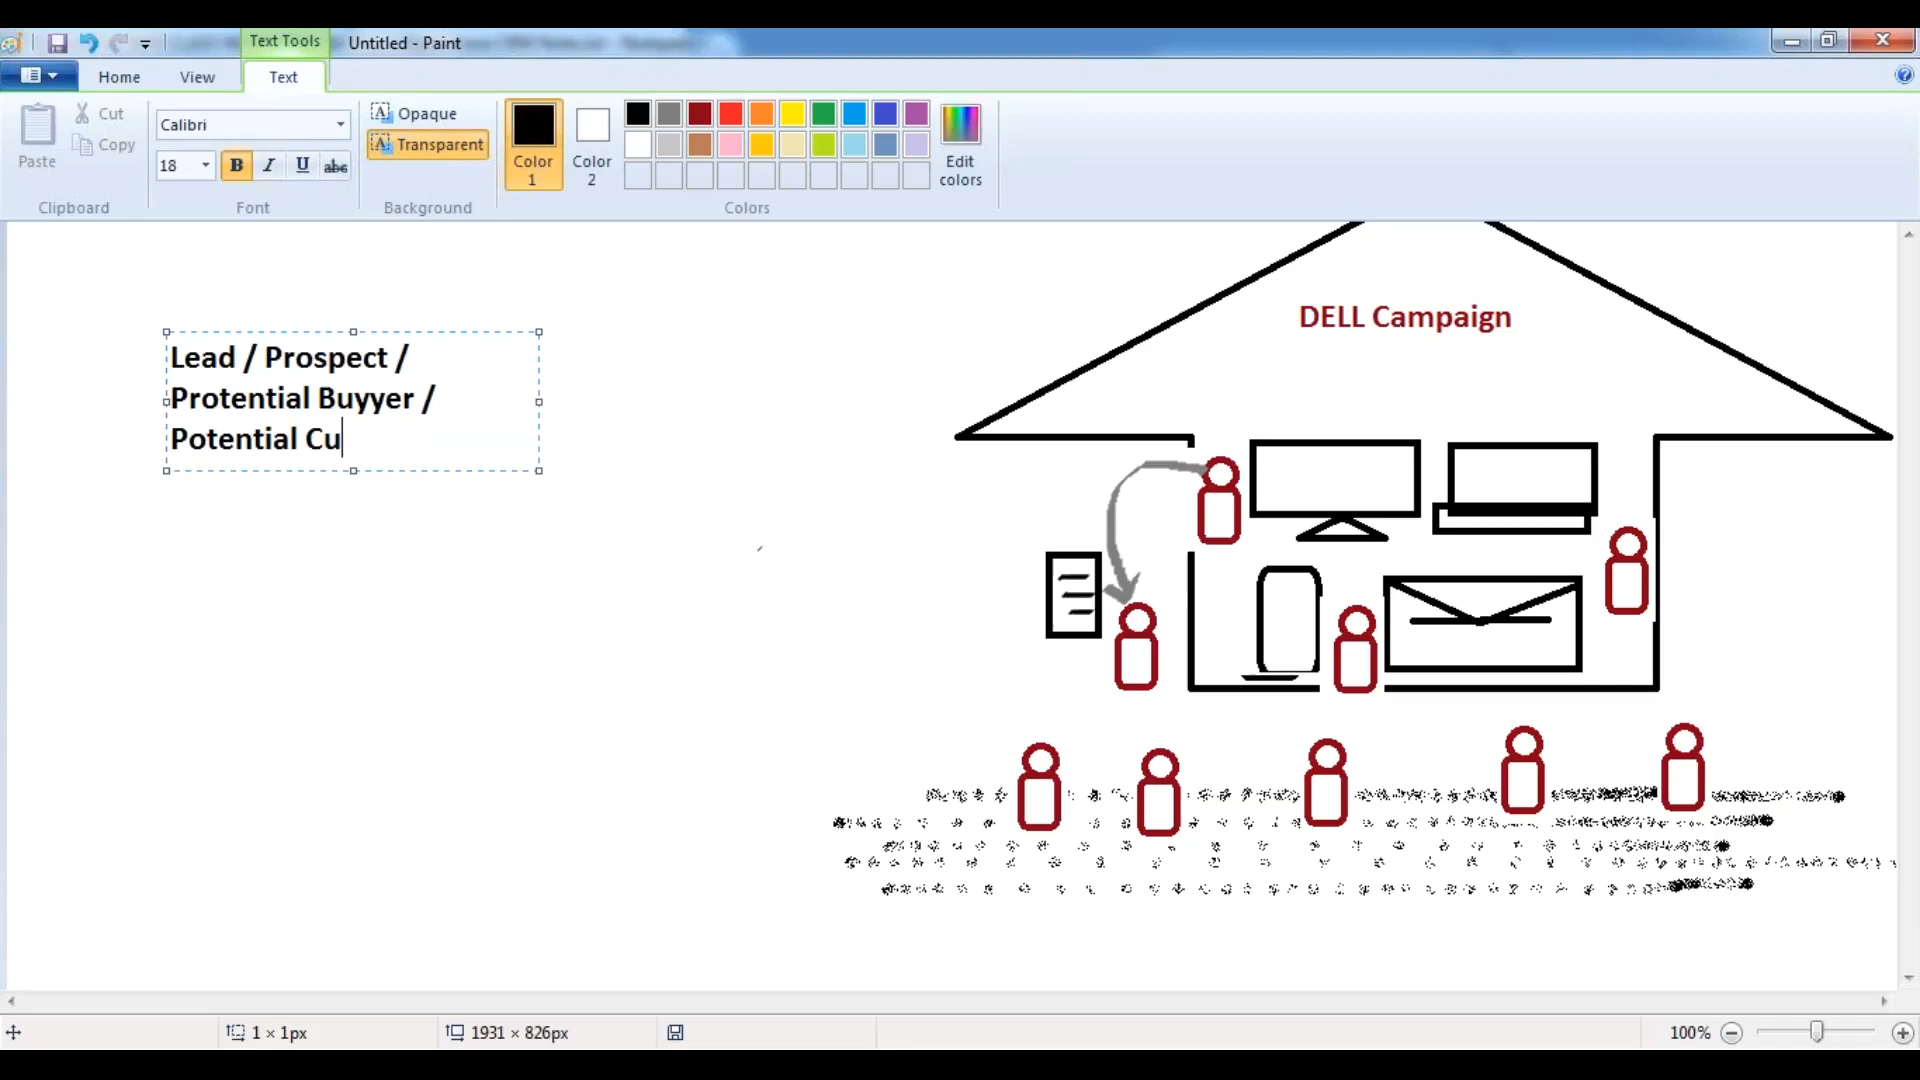 Text Tools
Untitled - Paint
Home
View
Text
Paste
Cut
Copy
Clipboard
Calibri
18
B
I
U
abc
Font
Opaque
Transparent
Background
Color
1
Color
2
Edit
colors
Colors
Lead / Prospect /
Protential Buyyer /
Potential Cu
DELL Campaign
1 × 1px
1931 × 826px
100%